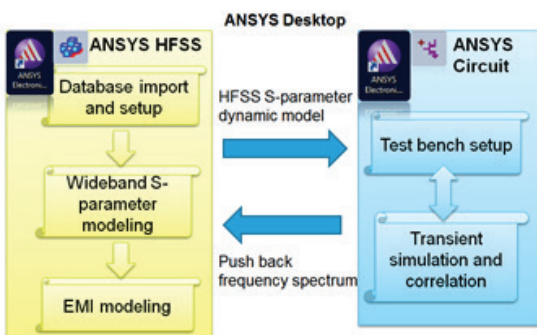 ANSYS Desktop
ANSYS HFSS
ANSYS
Electroni...
Database import
and setup
Wideband S-
parameter
modeling
EMI modeling
HFSS S-parameter
dynamic model
Push back
frequency spectrum
ANSYS
Circuit
ANSYS
Electroni...
Test bench setup
Transient
simulation and
correlation